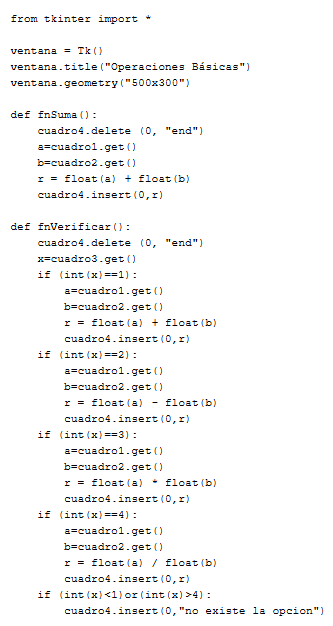 from tkinter import *
ventana = Tk()
ventana.title("Operaciones Básicas")
ventana.geometry("500x300")
def fnSuma():
    cuadro4.delete (0, "end")
    a=cuadro1.get()
    b=cuadro2.get()
    r = float(a) + float(b)
    cuadro4.insert(0,r)
def fnVerificar():
    cuadro4.delete (0, "end")
    x=cuadro3.get()
    if (int(x)==1):
        a=cuadro1.get()
        b=cuadro2.get()
        r = float(a) + float(b)
        cuadro4.insert(0,r)
    if (int(x)==2):
        a=cuadro1.get()
        b=cuadro2.get()
        r = float(a) - float(b)
        cuadro4.insert(0,r)
    if (int(x)==3):
        a=cuadro1.get()
        b=cuadro2.get()
        r = float(a) * float(b)
        cuadro4.insert(0,r)
    if (int(x)==4):
        a=cuadro1.get()
        b=cuadro2.get()
        r = float(a) / float(b)
        cuadro4.insert(0,r)
    if (int(x)<1)or(int(x)>4):
        cuadro4.insert(0,"no existe la opcion")